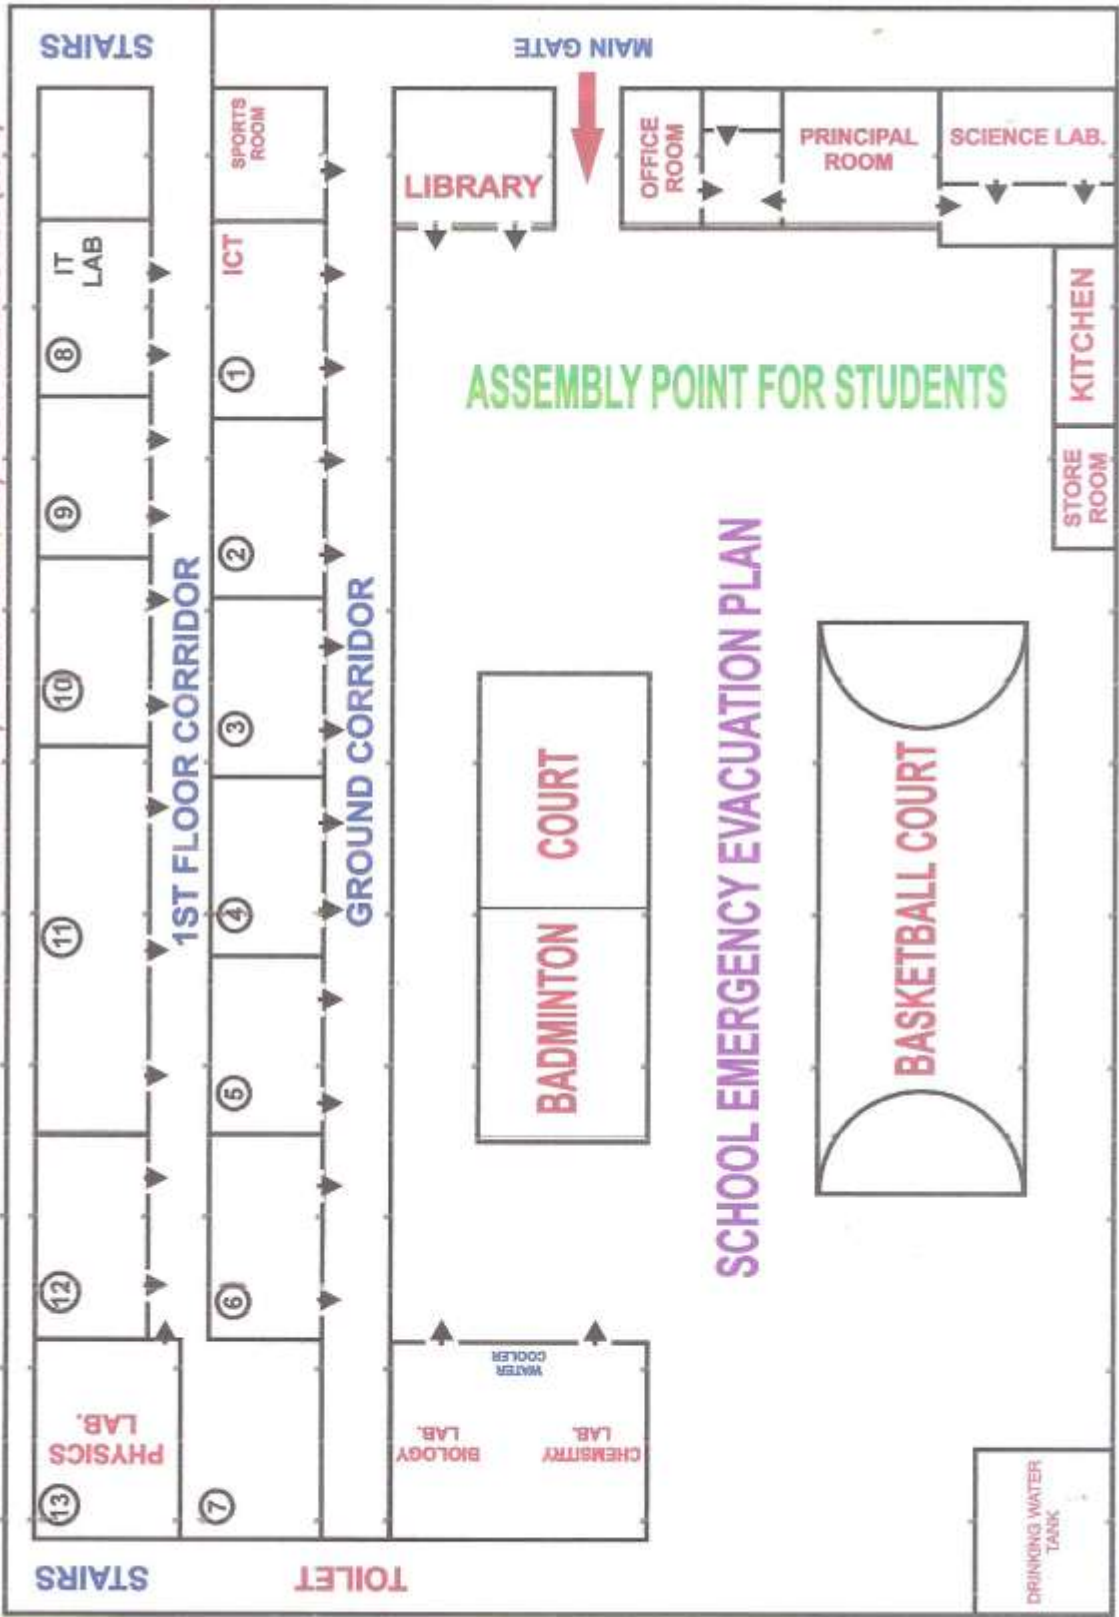 STAIRS
MAIN GATE
SPORTS
ROOM
LIBRARY
OFFICE
ROOM
PRINCIPAL
ROOM
SCIENCE LAB.
IT
LAB
ICT
KITCHEN
8
1
ASSEMBLY POINT FOR STUDENTS
9
2
STORE
ROOM
10
3
11
4
1ST FLOOR CORRIDOR
GROUND CORRIDOR
BADMINTON COURT
SCHOOL EMERGENCY EVACUATION PLAN
BASKETBALL COURT
5
12
6
WATER
COOLER
PHYSICS
LAB.
BIOLOGY
LAB.
CHEMSITRY
LAB.
13
7
DRINKING WATER
TANK
STAIRS
TOILET